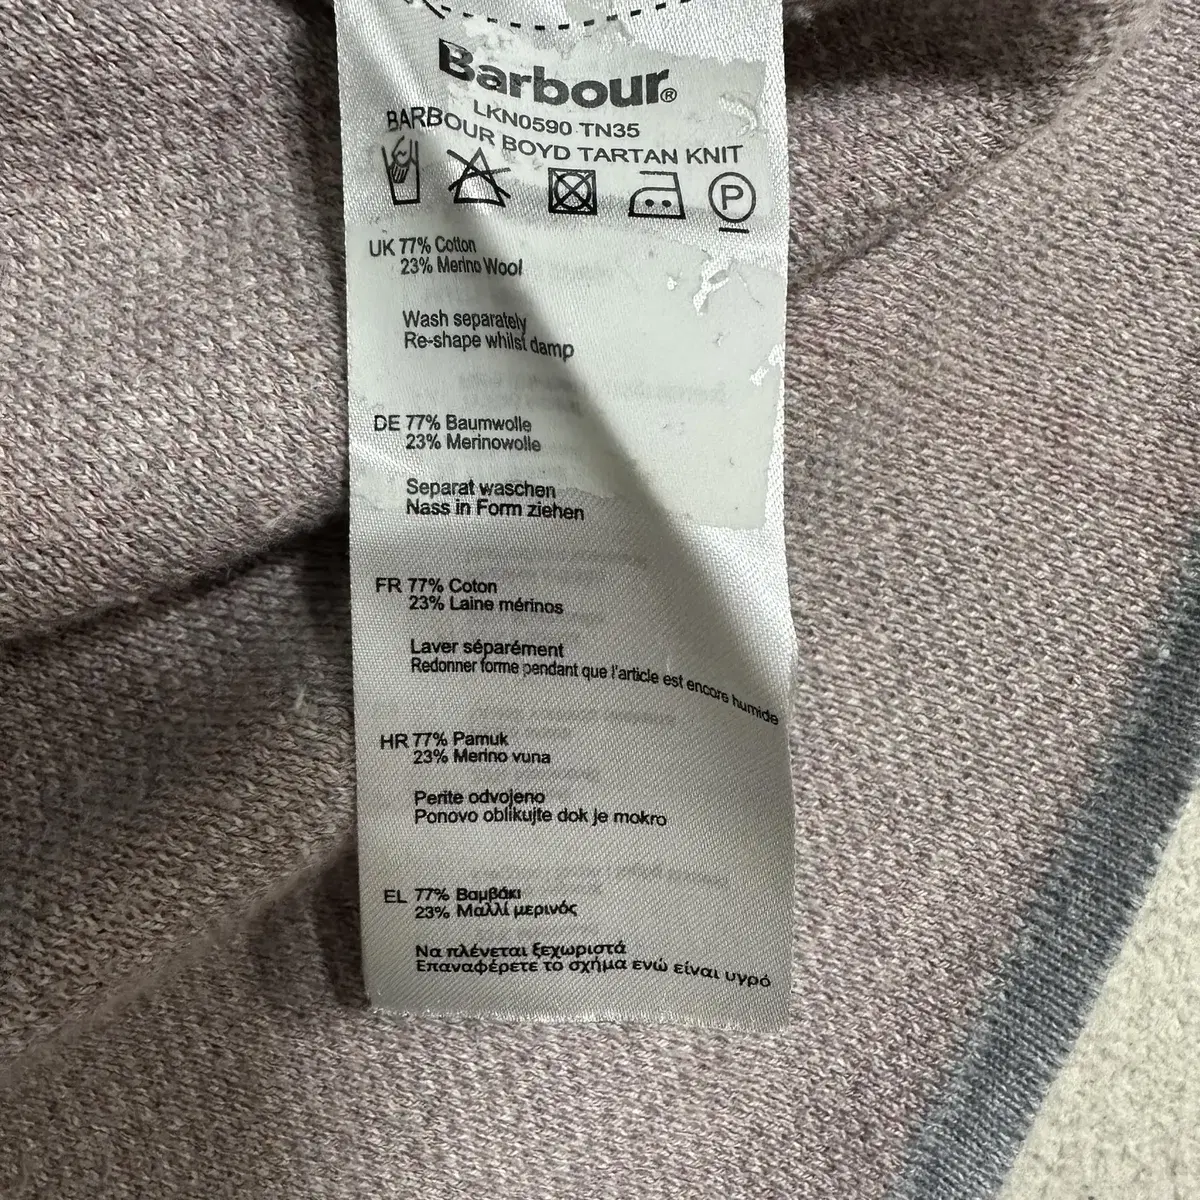 Barbour®
LKN0590 TN35
BARBOUR BOYD TARTAN KNIT
P
UK 77% Cotton
23% Merino Wool
Wash separately
Re-shape whilst damp
DE 77% Baumwolle
23% Merinowolle
Separat waschen
Nass in Form ziehen
FR 77% Coton
23% Laine mérinos
Laver séparément
Redonner forme pendant que l'article est encore humide
HR 77% Pamuk
23% Merino vuna
Perite odvojeno
Ponovo oblikujte dok je mokro
EL 77% Βαμβάκι
23% Μαλλί μερινός
Να πλένεται ξεχωριστά
Επαναφέρετε το σχήμα ενώ είναι υγρό